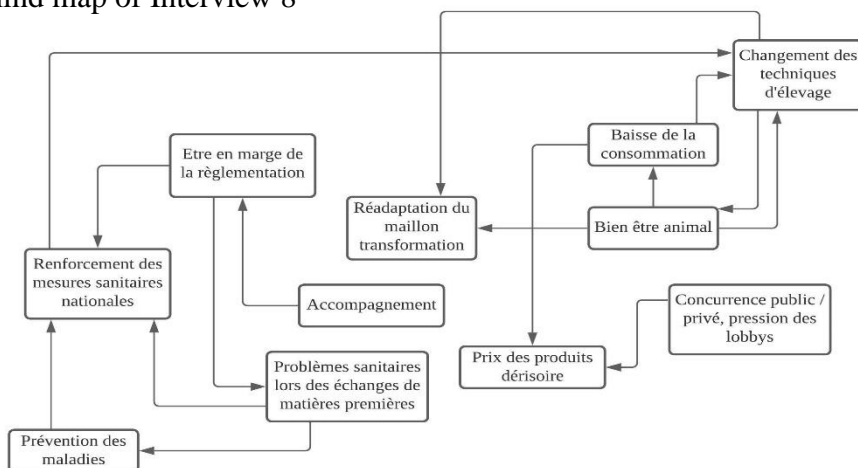 mind map of Interview 8
Changement des
techniques
d'élevage
Baisse de la
consommation
Etre en marge de
la règlementation
Réadaptation du
maillon
transformation
Bien être animal
Renforcement des
mesures sanitaires
nationales
Accompagnement
Concurrence public /
privé, pression des
lobbys
Prix des produits
dérisoire
Problèmes sanitaires
lors des échanges de
matières premières
Prévention des
maladies